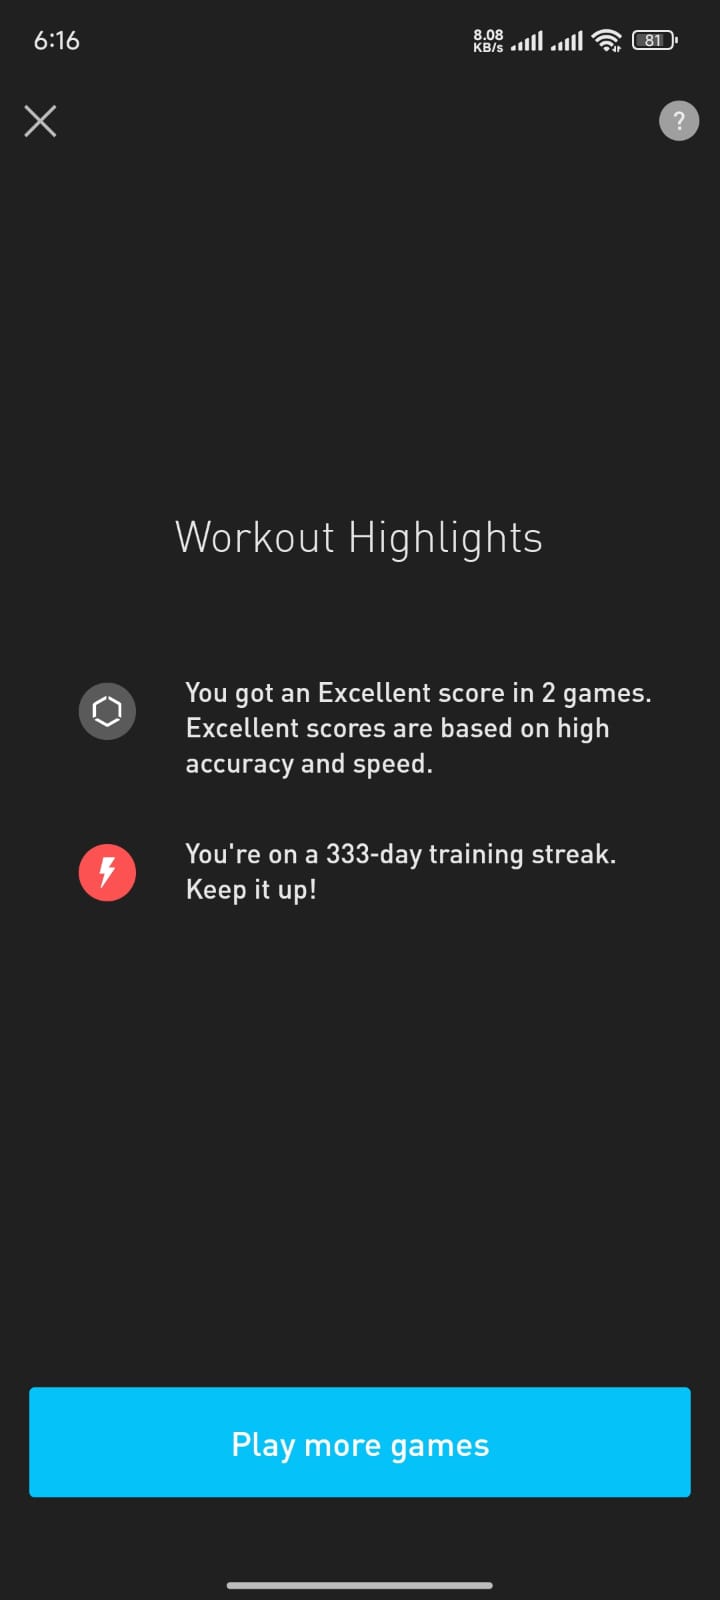 6:16
8.08
KB/s
81
?
Workout Highlights
You got an Excellent score in 2 games.
Excellent scores are based on high
accuracy and speed.
You're on a 333-day training streak.
Keep it up!
Play more games